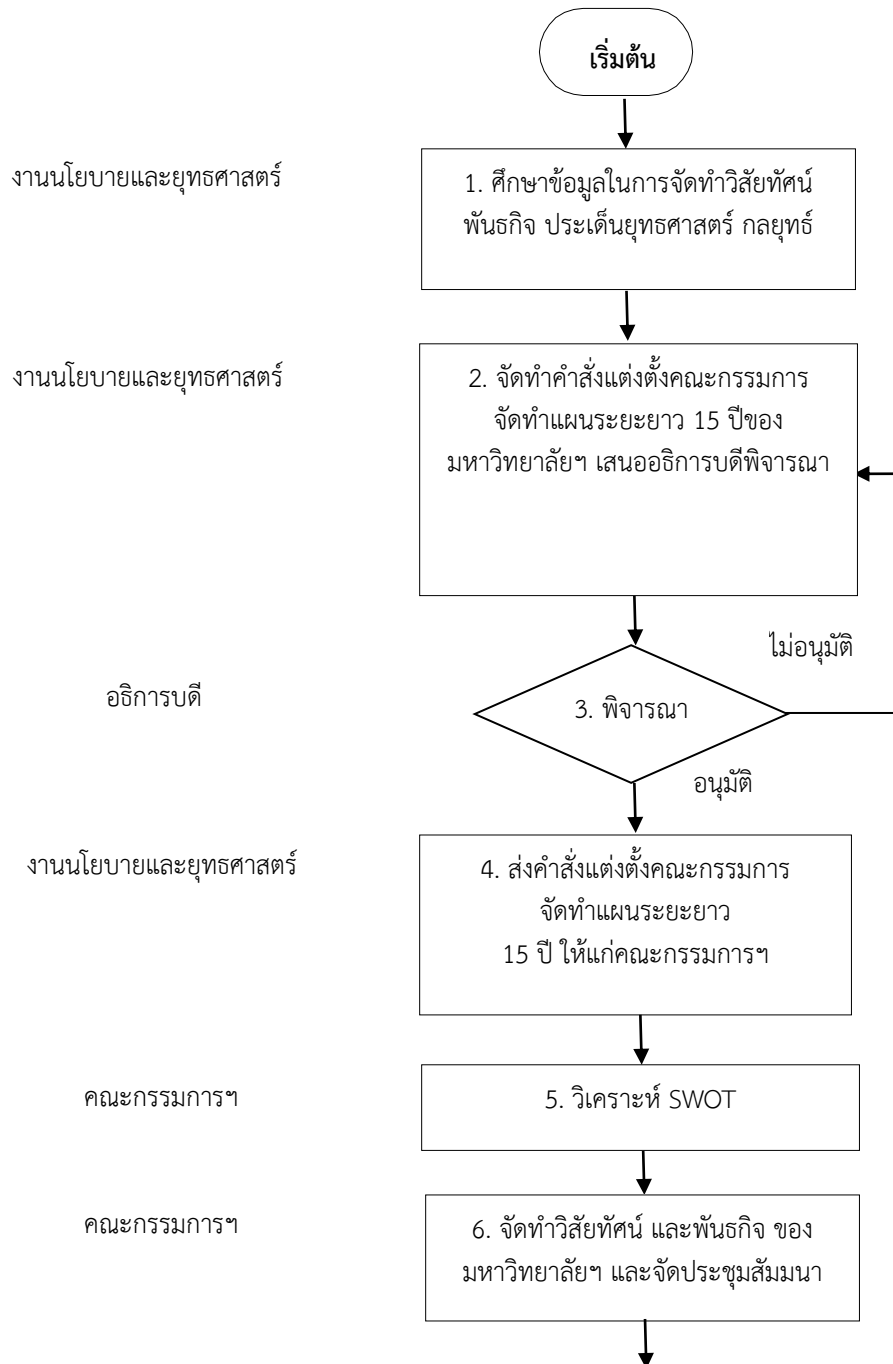 เริ่มต้น
งานนโยบายและยุทธศาสตร์
1. ศึกษาข้อมูลในการจัดทำวิสัยทัศน์
พันธกิจ ประเด็นยุทธศาสตร์ กลยุทธ์
งานนโยบายและยุทธศาสตร์
2. จัดทำคำสั่งแต่งตั้งคณะกรรมการ
จัดทำแผนระยะยาว 15 ปีของ
มหาวิทยาลัยฯ เสนออธิการบดีพิจารณา
ไม่อนุมัติ
อธิการบดี
3. พิจารณา
อนุมัติ
งานนโยบายและยุทธศาสตร์
4. ส่งคำสั่งแต่งตั้งคณะกรรมการ
จัดทำแผนระยะยาว
15 ปี ให้แก่คณะกรรมการฯ
คณะกรรมการฯ
5. วิเคราะห์ SWOT
คณะกรรมการฯ
6. จัดทำวิสัยทัศน์ และพันธกิจ ของ
มหาวิทยาลัยฯ และจัดประชุมสัมมนา